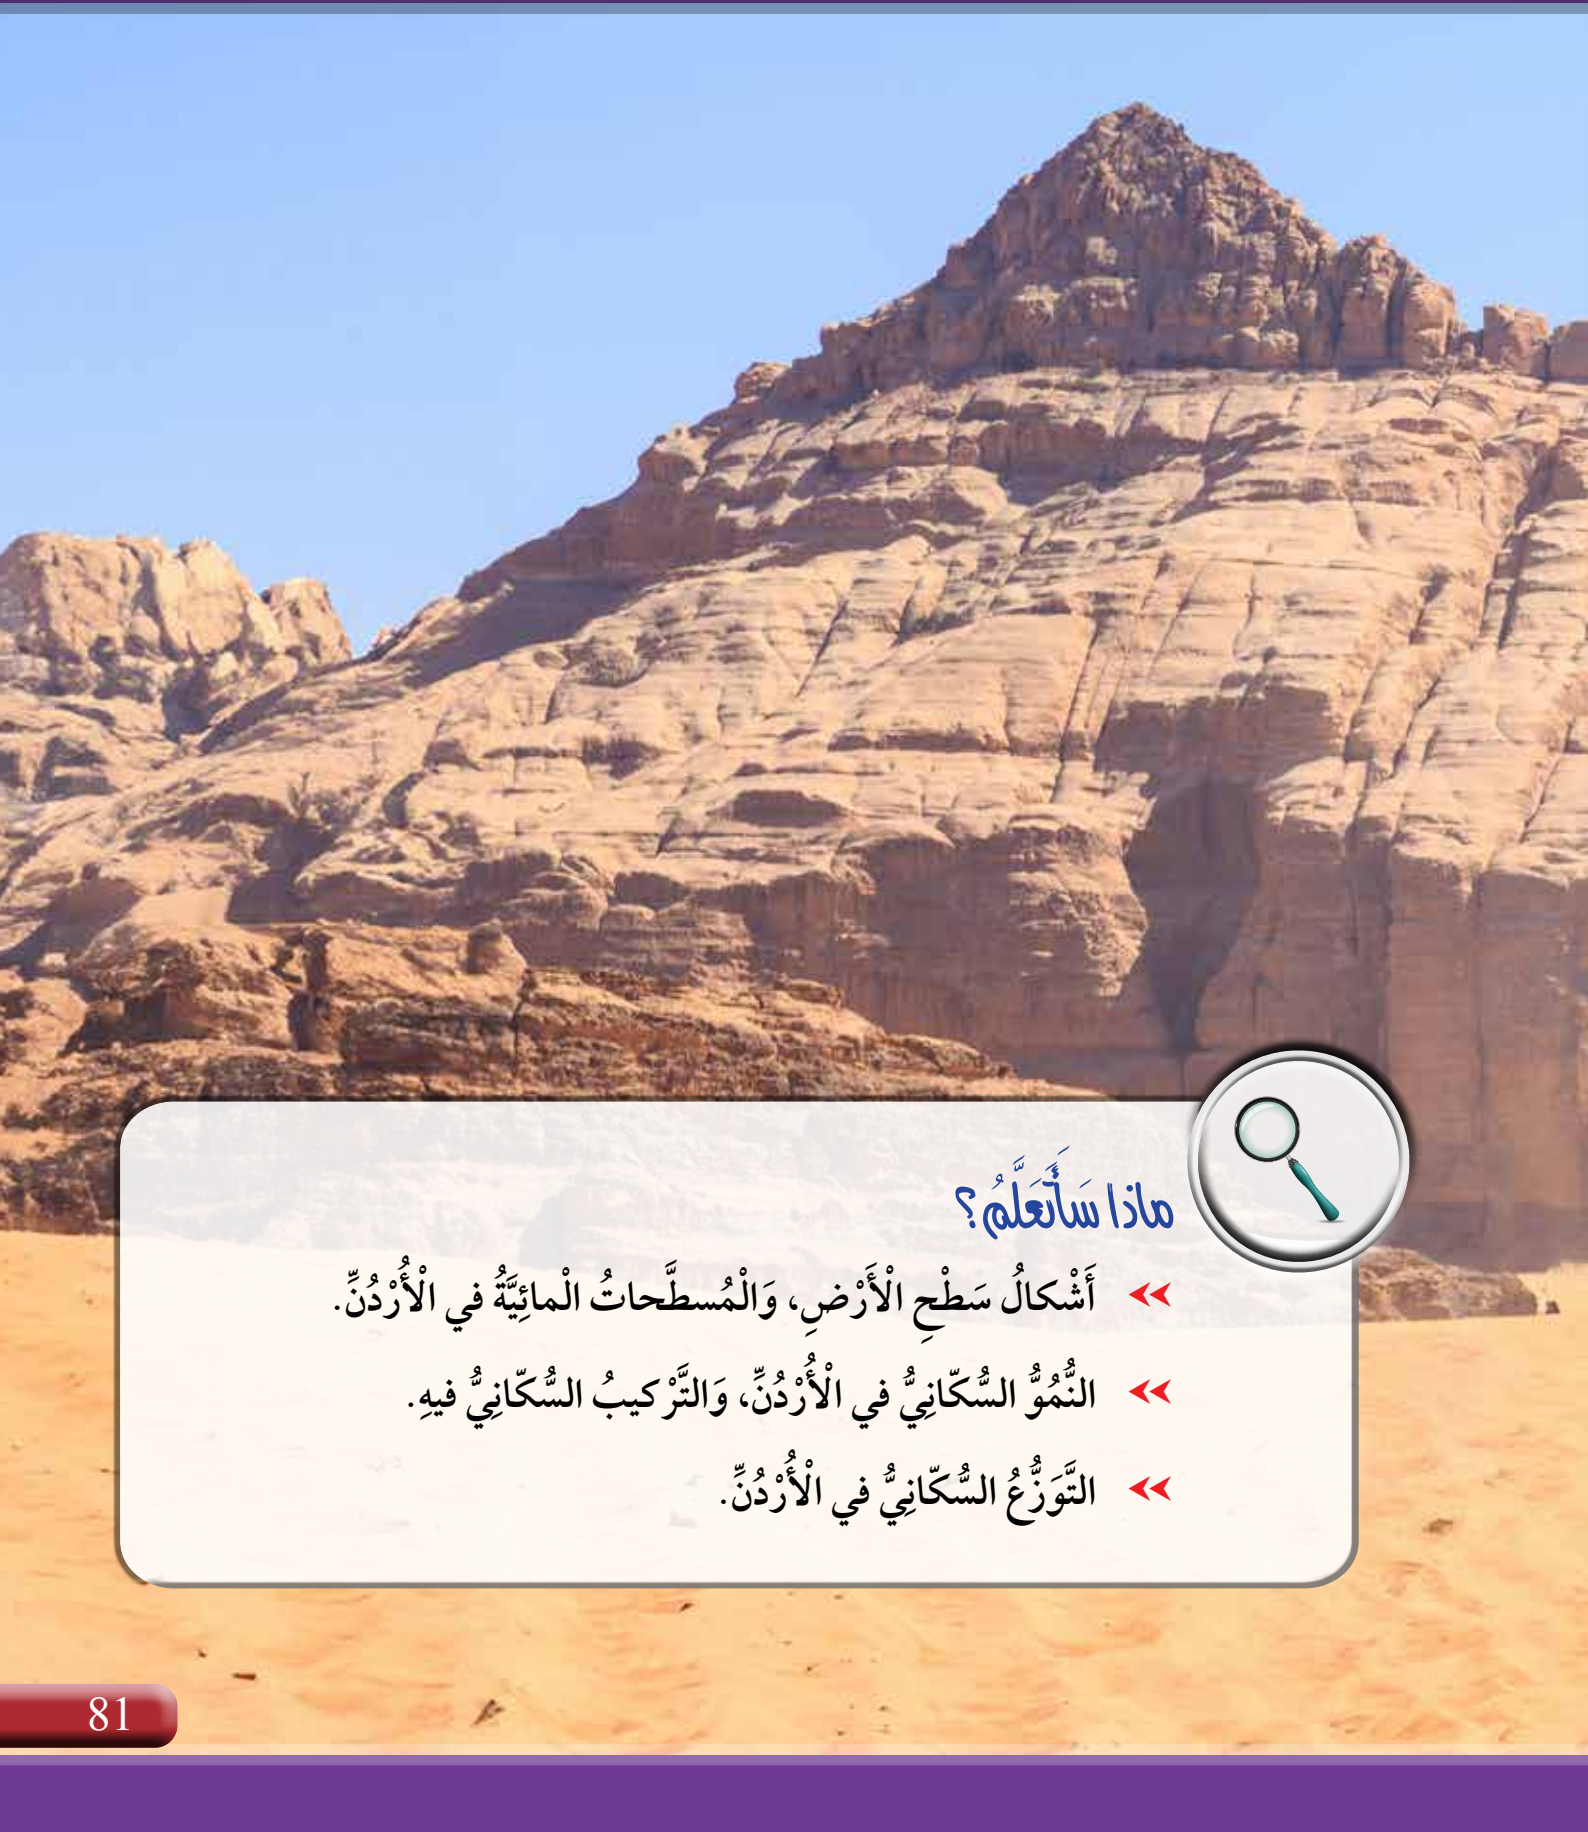 ماذا سَأَتَعَلَّمُ؟
أَشْكالُ سَطْحِ الْأَرْضِ، وَالْمُسطَّحاتُ الْمائِيَّةُ في الْأُرْدُنِّ.
النُّمُوُّ السُّكّانِيُّ في الْأُرْدُنِّ، وَالتَّرْكيبُ السُّكّانِيُّ فيهِ.
التَّوَزُّعُ السُّكّانِيُّ في الْأُرْدُنِّ.
81